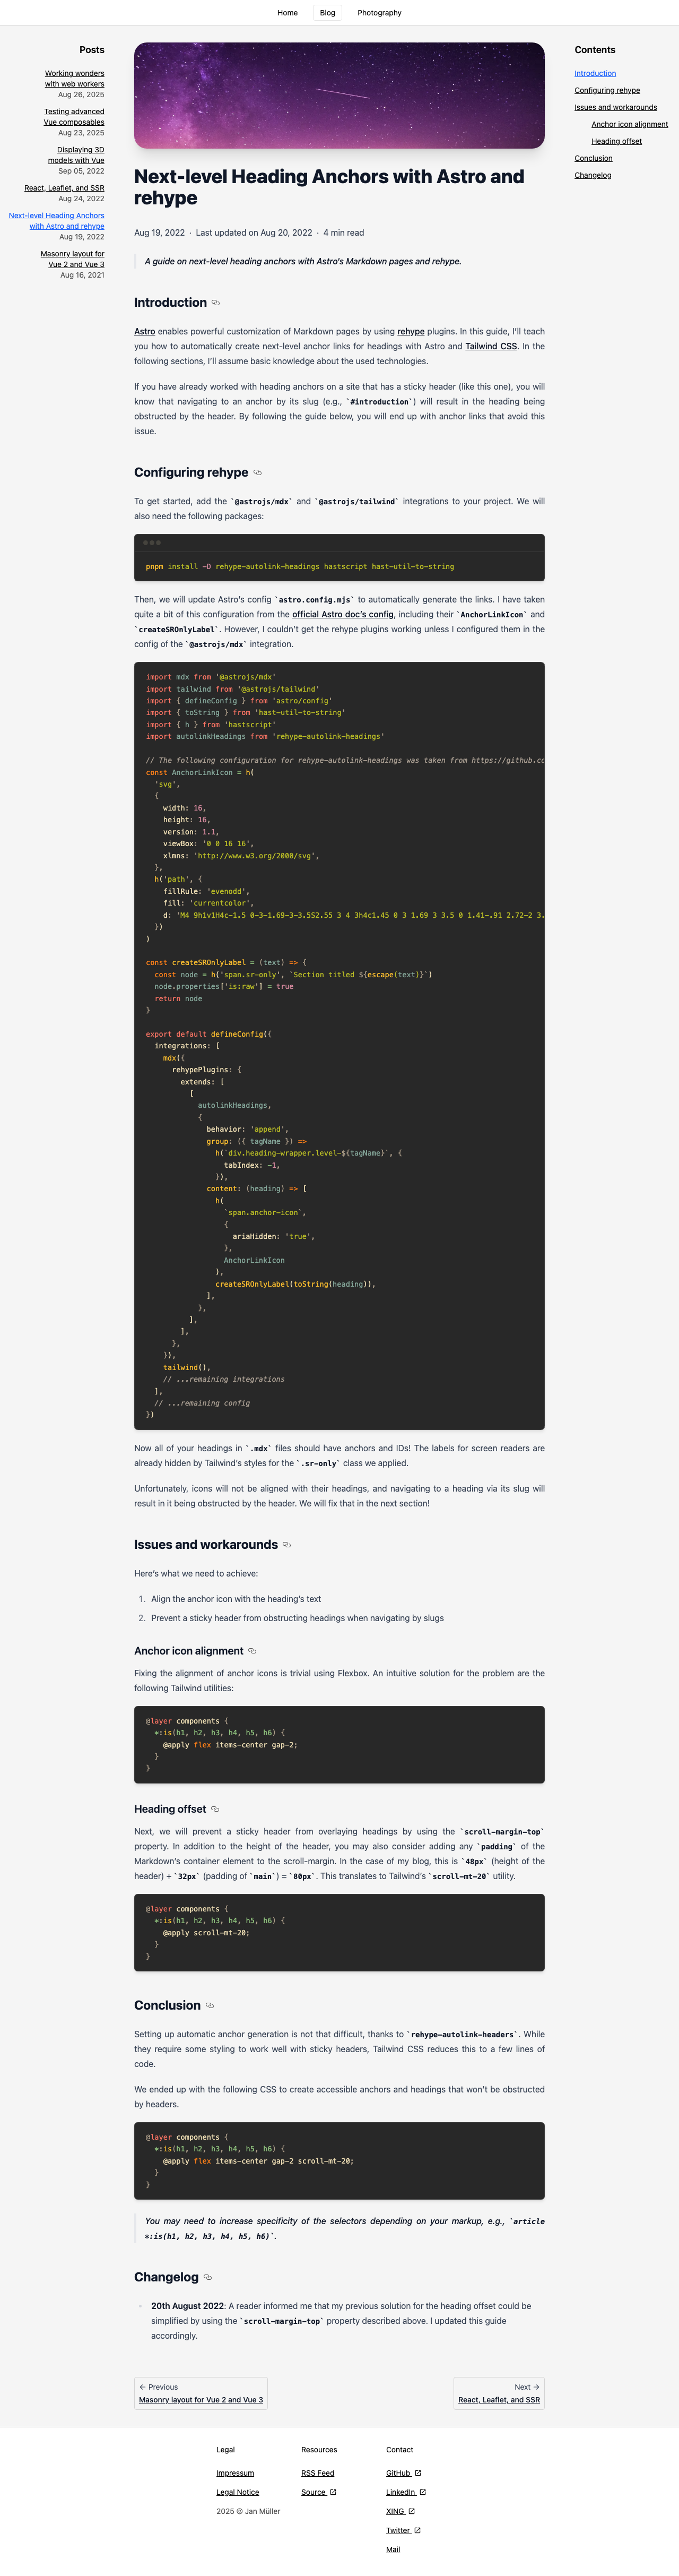 Home Blog Photography
Posts
Working wonders
with web workers
Aug 26, 2025
Testing advanced
Vue composables
Aug 23, 2025
Displaying 3D
models with Vue
Sep 05, 2022
React, Leaflet, and SSR
Aug 24, 2022
Next-level Heading Anchors
with Astro and rehype
Aug 19, 2022
Masonry layout for
Vue 2 and Vue 3
Aug 16, 2021
Next-level Heading Anchors with Astro and
rehype
Aug 19, 2022 · Last updated on Aug 20, 2022 · 4 min read
A guide on next-level heading anchors with Astro's Markdown pages and rehype.
Introduction
Astro enables powerful customization of Markdown pages by using rehype plugins. In this guide, I'll teach
you how to automatically create next-level anchor links for headings with Astro and Tailwind CSS. In the
following sections, I'll assume basic knowledge about the used technologies.
If you have already worked with heading anchors on a site that has a sticky header (like this one), you will
know that navigating to an anchor by its slug (e.g., `#introduction`) will result in the heading being
obstructed by the header. By following the guide below, you will end up with anchor links that avoid this
issue.
Configuring rehype
To get started, add the `@astrojs/mdx` and `@astrojs/tailwind` integrations to your project. We will
also need the following packages:
pnpm install -D rehype-autolink-headings hastscript hast-util-to-string
Then, we will update Astro's config `astro.config.mjs` to automatically generate the links. I have taken
quite a bit of this configuration from the official Astro doc's config, including their `AnchorLinkIcon` and
`createSROnlyLabel`. However, I couldn't get the rehype plugins working unless I configured them in the
config of the `@astrojs/mdx` integration.
import mdx from '@astrojs/mdx'
import tailwind from '@astrojs/tailwind'
import { defineConfig } from 'astro/config'
import { toString } from 'hast-util-to-string'
import { h } from 'hastscript'
import autolinkHeadings from 'rehype-autolink-headings'
// The following configuration for rehype-autolink-headings was taken from https://github.co
const AnchorLinkIcon = h(
'svg',
{
width: 16,
height: 16,
version: 1.1,
viewBox: '0 0 16 16',
xlmns: 'http://www.w3.org/2000/svg',
},
h('path', {
fillRule: 'evenodd',
fill: 'currentcolor',
d: 'M4 9h1v1H4c-1.5 0-3-1.69-3-3.5S2.55 3 4 3h4c1.45 0 3 1.69 3 3.5 0 1.41-.91 2.72-2 3.
})
)
const createSROnlyLabel = (text) => {
const node = h('span.sr-only', `Section titled ${escape(text)}`)
node.properties['is:raw'] = true
return node
}
export default defineConfig({
integrations: [
mdx({
rehypePlugins: {
extends: [
[
autolinkHeadings,
{
behavior: 'append',
group: ({ tagName }) =>
h(`div.heading-wrapper.level-${tagName}`, {
tabIndex: -1,
}),
content: (heading) => [
h(
`span.anchor-icon`,
{
ariaHidden: 'true',
},
AnchorLinkIcon
),
createSROnlyLabel(toString(heading)),
],
},
],
],
},
}),
tailwind(),
// ...remaining integrations
],
// ...remaining config
})
Now all of your headings in `.mdx` files should have anchors and IDs! The labels for screen readers are
already hidden by Tailwind's styles for the `.sr-only` class we applied.
Unfortunately, icons will not be aligned with their headings, and navigating to a heading via its slug will
result in it being obstructed by the header. We will fix that in the next section!
Issues and workarounds
Here's what we need to achieve:
1. Align the anchor icon with the heading's text
2. Prevent a sticky header from obstructing headings when navigating by slugs
Anchor icon alignment
Fixing the alignment of anchor icons is trivial using Flexbox. An intuitive solution for the problem are the
following Tailwind utilities:
@layer components {
*:is(h1, h2, h3, h4, h5, h6) {
@apply flex items-center gap-2;
}
}
Heading offset
Next, we will prevent a sticky header from overlaying headings by using the `scroll-margin-top`
property. In addition to the height of the header, you may also consider adding any `padding` of the
Markdown's container element to the scroll-margin. In the case of my blog, this is `48px` (height of the
header) + `32px` (padding of `main`) = `80px`. This translates to Tailwind's `scroll-mt-20` utility.
@layer components {
*:is(h1, h2, h3, h4, h5, h6) {
@apply scroll-mt-20;
}
}
Conclusion
Setting up automatic anchor generation is not that difficult, thanks to `rehype-autolink-headers`. While
they require some styling to work well with sticky headers, Tailwind CSS reduces this to a few lines of
code.
We ended up with the following CSS to create accessible anchors and headings that won't be obstructed
by headers.
@layer components {
*:is(h1, h2, h3, h4, h5, h6) {
@apply flex items-center gap-2 scroll-mt-20;
}
}
You may need to increase specificity of the selectors depending on your markup, e.g., `article
*:is(h1, h2, h3, h4, h5, h6)`.
Changelog
20th August 2022: A reader informed me that my previous solution for the heading offset could be
simplified by using the `scroll-margin-top` property described above. I updated this guide
accordingly.
← Previous
Masonry layout for Vue 2 and Vue 3
Next →
React, Leaflet, and SSR
Contents
Introduction
Configuring rehype
Issues and workarounds
Anchor icon alignment
Heading offset
Conclusion
Changelog
Legal
Impressum
Legal Notice
2025 © Jan Müller
Resources
RSS Feed
Source
Contact
GitHub
LinkedIn
XING
Twitter
Mail